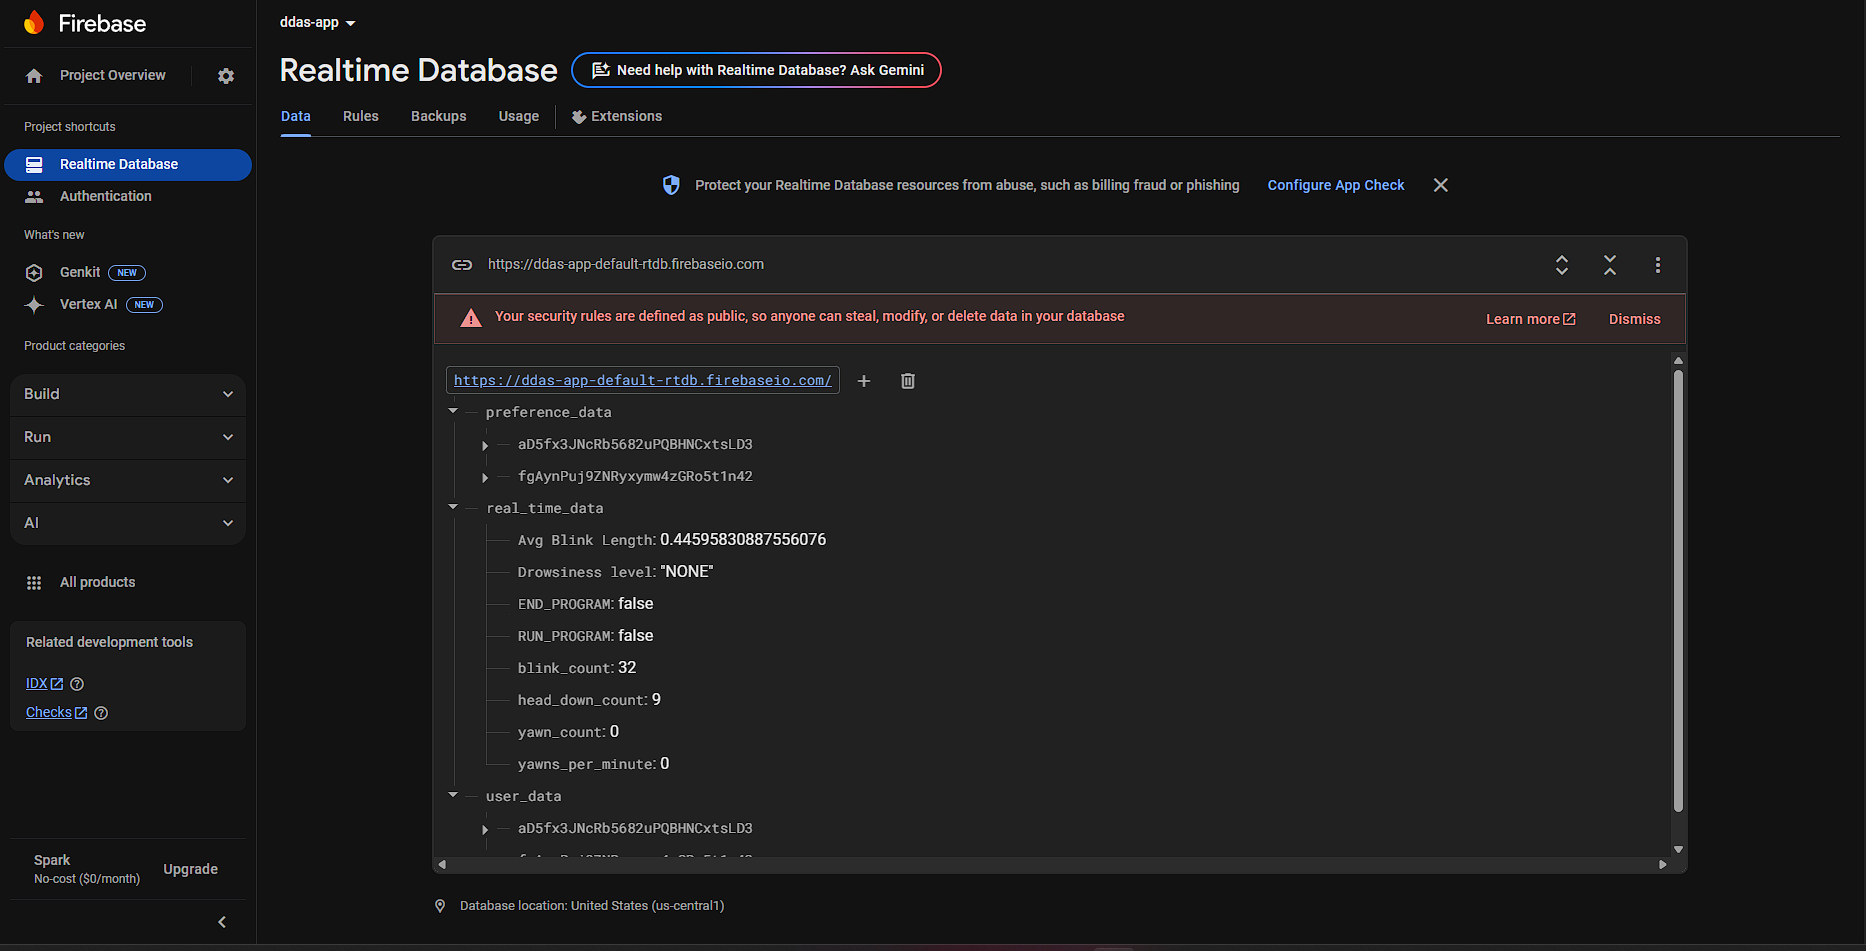 Firebase
Project Overview
Project shortcuts
Realtime Database
Authentication
What's new
Genkit NEW
Vertex AI NEW
Product categories
Build
Run
Analytics
AI
All products
Related development tools
IDX
Checks
Spark
No-cost ($0/month)
Upgrade
ddas-app
Realtime Database
Need help with Realtime Database? Ask Gemini
Data Rules Backups Usage Extensions
Protect your Realtime Database resources from abuse, such as billing fraud or phishing Configure App Check
https://ddas-app-default-rtdb.firebaseio.com
Your security rules are defined as public, so anyone can steal, modify, or delete data in your database Learn more Dismiss
https://ddas-app-default-rtdb.firebaseio.com/
preference_data
aD5fx3JNcRb5682uPQBHNCxtsLD3
fgAynPuj9ZNRyxymw4zGRo5t1n42
real_time_data
Avg Blink Length: 0.44595830887556076
Drowsiness level: "NONE"
END_PROGRAM: false
RUN_PROGRAM: false
blink_count: 32
head_down_count: 9
yawn_count: 0
yawns_per_minute: 0
user_data
aD5fx3JNcRb5682uPQBHNCxtsLD3
Database location: United States (us-central1)